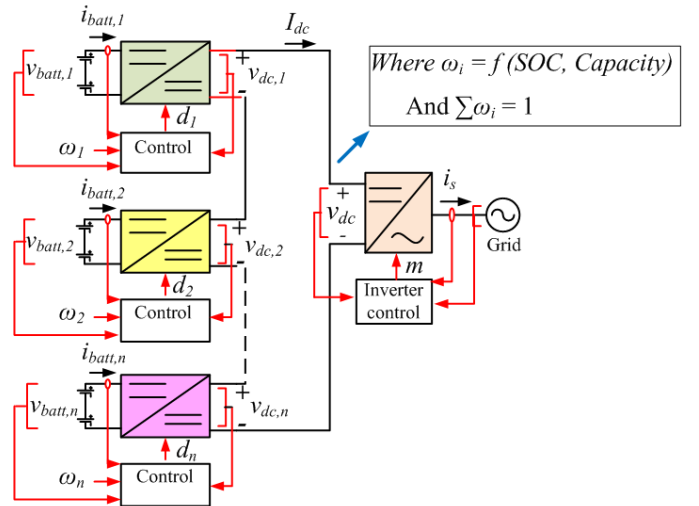 i_batt,1
I_dc
v_batt,1
+
v_dc,1
-
d_1
ω_1
Control
Where ω_i = f (SOC, Capacity)
And ∑ω_i = 1
i_batt,2
v_batt,2
+
v_dc,2
-
d_2
ω_2
Control
+
v_dc
-
i_s
Grid
m
Inverter
control
i_batt,n
v_batt,n
+
v_dc,n
-
d_n
ω_n
Control